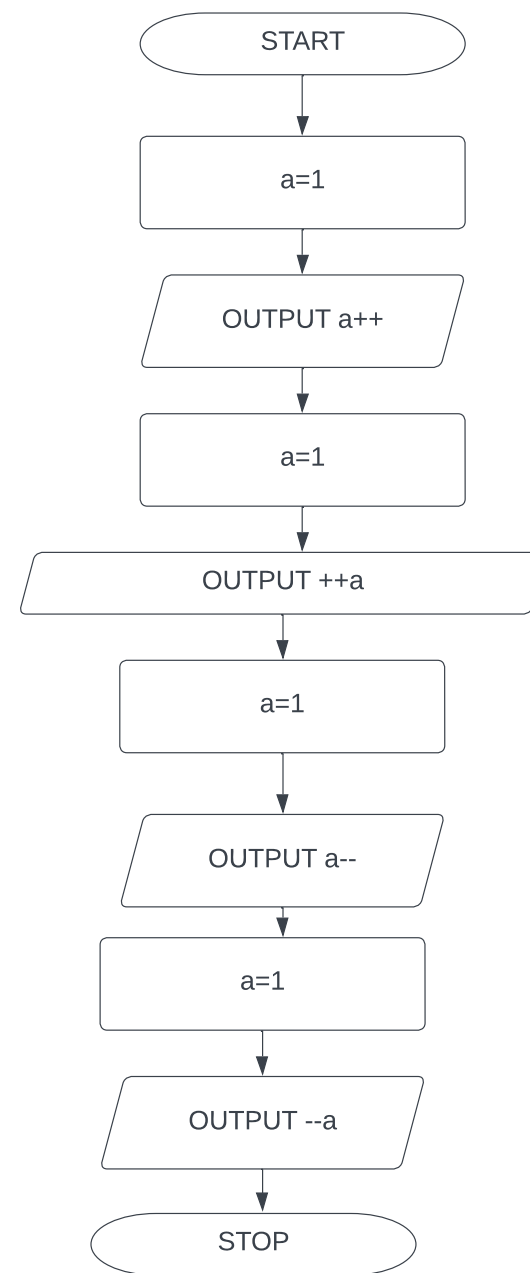 START
a=1
OUTPUT a++
a=1
OUTPUT ++a
a=1
OUTPUT a--
a=1
OUTPUT --a
STOP